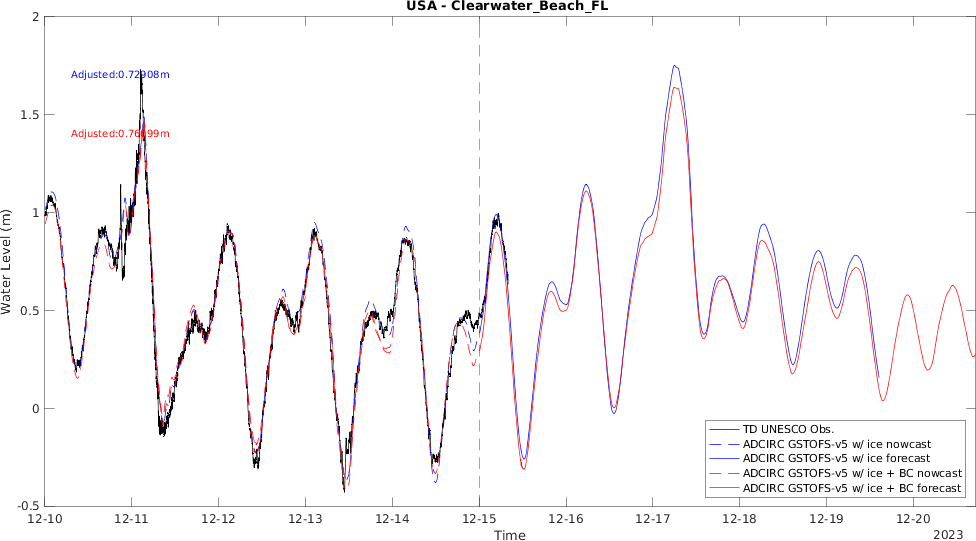 USA - Clearwater_Beach_FL
2
Adjusted:0.72908m
1.5
1
0.5
0
-0.5
Water Level (m)
TD UNESCO Obs.
ADCIRC GSTOFS-v5 w/ ice nowcast
ADCIRC GSTOFS-v5 w/ ice forecast
ADCIRC GSTOFS-v5 w/ ice + BC nowcast
ADCIRC GSTOFS-v5 w/ ice + BC forecast
12-10 12-11 12-12 12-13 12-14 12-15 12-16 12-17 12-18 12-19 12-20
Time
2023